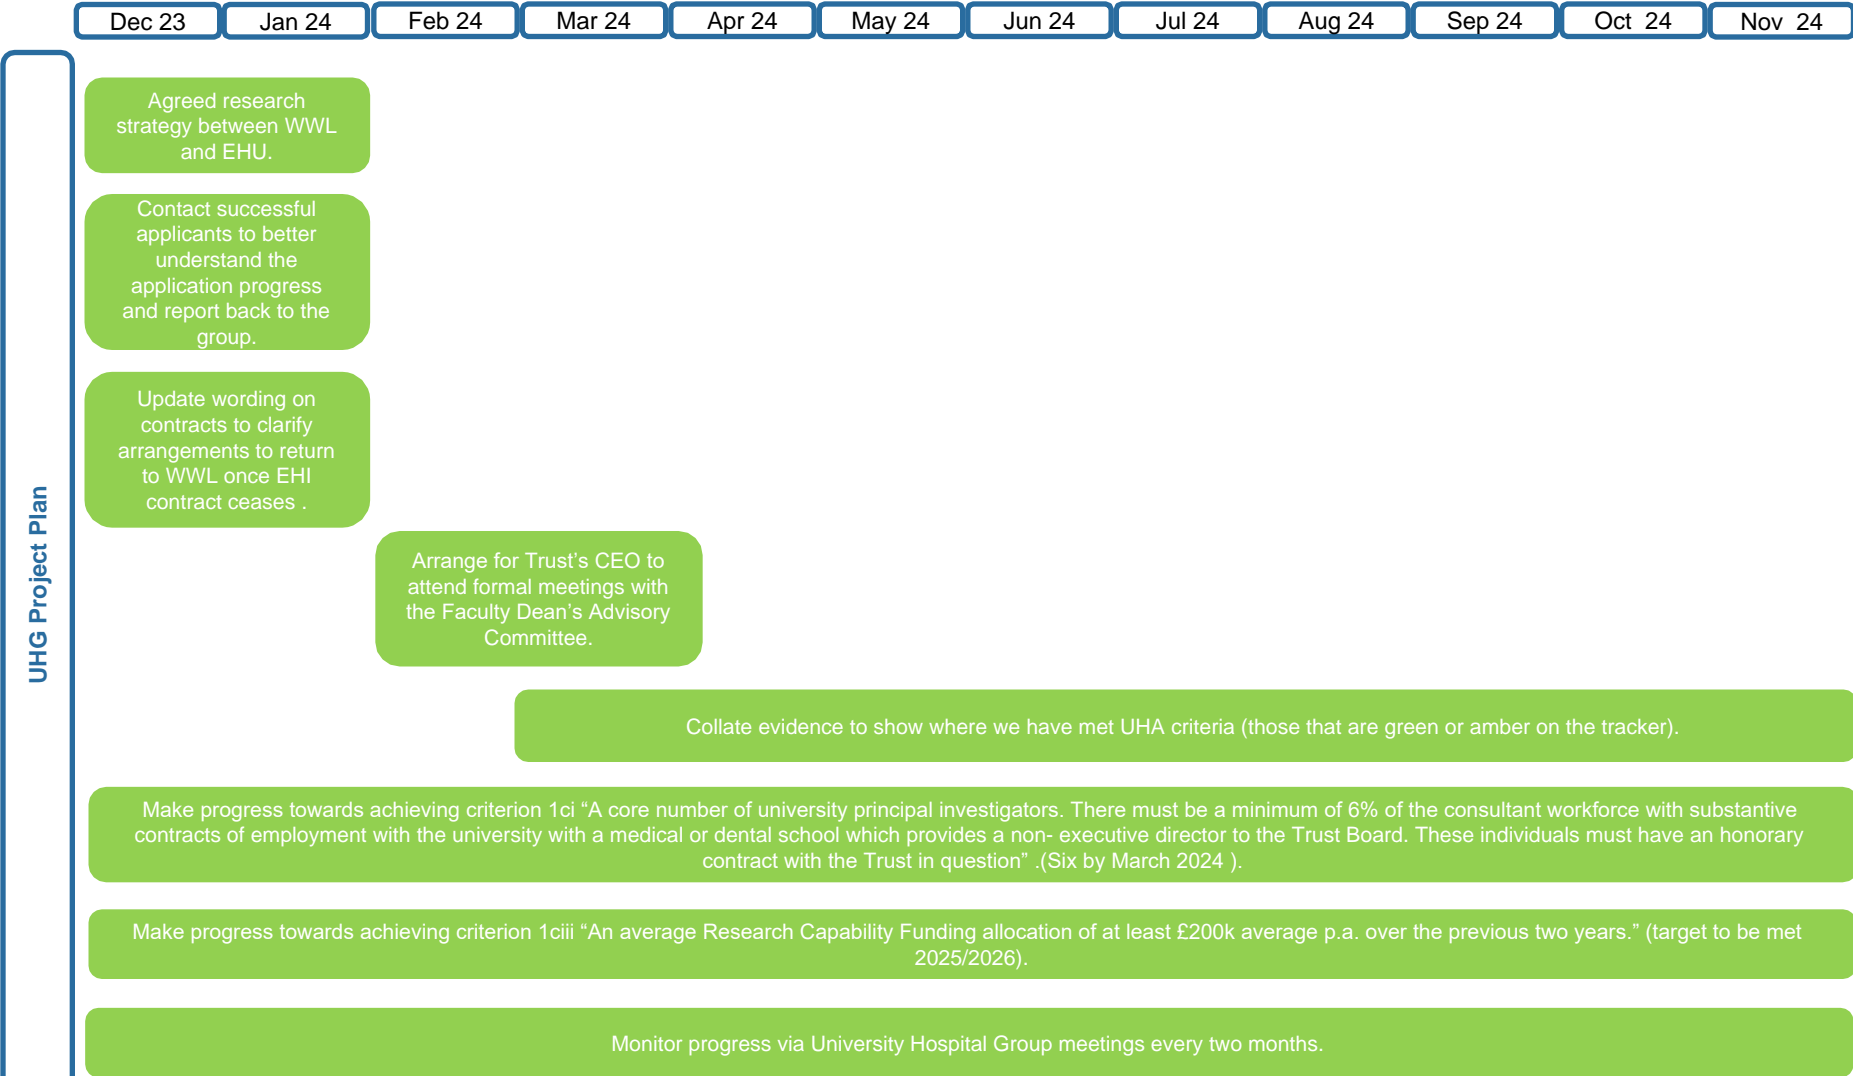 Dec 23 Jan 24 Feb 24 Mar 24 Apr 24 May 24 Jun 24 Jul 24 Aug 24 Sep 24 Oct 24 Nov 24
UHG Project Plan
Agreed research
strategy between WWL
and EHU.
Contact successful
applicants to better
understand the
application progress
and report back to the
group.
Update wording on
contracts to clarify
arrangements to return
to WWL once EHI
contract ceases .
Arrange for Trust’s CEO to
attend formal meetings with
the Faculty Dean’s Advisory
Committee.
Collate evidence to show where we have met UHA criteria (those that are green or amber on the tracker).
Make progress towards achieving criterion 1ci “A core number of university principal investigators. There must be a minimum of 6% of the consultant workforce with substantive
contracts of employment with the university with a medical or dental school which provides a non- executive director to the Trust Board. These individuals must have an honorary
contract with the Trust in question” .(Six by March 2024 ).
Make progress towards achieving criterion 1ciii “An average Research Capability Funding allocation of at least £200k average p.a. over the previous two years.” (target to be met
2025/2026).
Monitor progress via University Hospital Group meetings every two months.